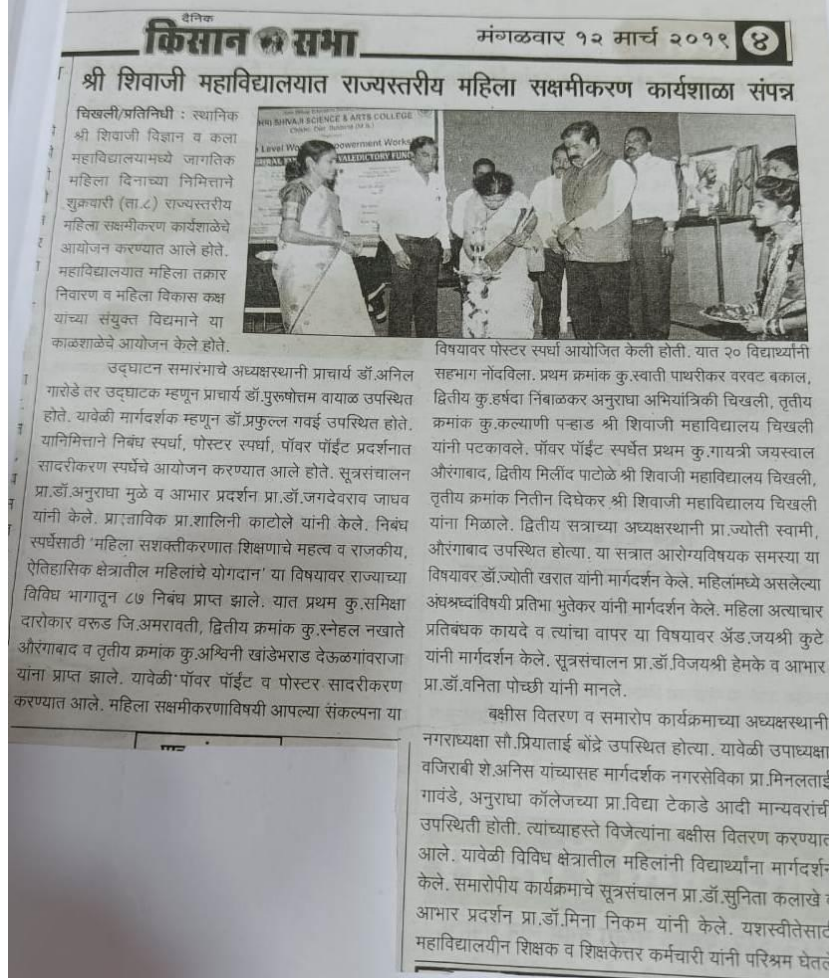 दैनिक
किसान सभा
मंगळवार १२ मार्च २०१९ ४
श्री शिवाजी महाविद्यालयात राज्यस्तरीय महिला सक्षमीकरण कार्यशाळा संपन्न
चिखली/प्रतिनिधी : स्थानिक
श्री शिवाजी विज्ञान व कला
महाविद्यालयामध्ये जागतिक
महिला दिनाच्या निमित्ताने
शुक्रवारी (ता.८) राज्यस्तरीय
महिला सक्षमीकरण कार्यशाळेचे
आयोजन करण्यात आले होते.
महाविद्यालयात महिला तक्रार
निवारण व महिला विकास कक्ष
यांच्या संयुक्त विद्यमाने या
काळशाळेचे आयोजन केले होते.
उद्घाटन समारंभाचे अध्यक्षस्थानी प्राचार्य डॉ.अनिल
गारोडे तर उद्घाटक म्हणून प्राचार्य डॉ.पुरूषोत्तम वायाळ उपस्थित
होते. यावेळी मार्गदर्शक म्हणून डॉ.प्रफुल्ल गवई उपस्थित होते.
यानिमित्ताने निबंध स्पर्धा, पोस्टर स्पर्धा, पॉवर पॉईंट प्रदर्शनात
सादरीकरण स्पर्धेचे आयोजन करण्यात आले होते. सूत्रसंचालन
प्रा.डॉ.अनुराधा मुळे व आभार प्रदर्शन प्रा.डॉ.जगदेवराव जाधव
यांनी केले. प्रास्ताविक प्रा.शालिनी काटोले यांनी केले. निबंध
स्पर्धेसाठी 'महिला सशक्तीकरणात शिक्षणाचे महत्व व राजकीय,
ऐतिहासिक क्षेत्रातील महिलांचे योगदान' या विषयावर राज्याच्या
विविध भागातून ८७ निबंध प्राप्त झाले. यात प्रथम कु.समिक्षा
दारोकार वरूड जि.अमरावती, द्वितीय क्रमांक कु.स्नेहल नखाते
औरंगाबाद व तृतीय क्रमांक कु.अश्विनी खांडेभराड देऊळगांवराजा
यांना प्राप्त झाले. यावेळी पॉवर पॉईंट व पोस्टर सादरीकरण
करण्यात आले. महिला सक्षमीकरणाविषयी आपल्या संकल्पना या
SHIVAJI SCIENCE & ARTS COLLEGE
Level Wo powerment Works
VALEDICTORY FUN
विषयावर पोस्टर स्पर्धा आयोजित केली होती. यात २० विद्यार्थ्यांनी
सहभाग नोंदविला. प्रथम क्रमांक कु.स्वाती पाथरीकर वरवट बकाल,
द्वितीय कु.हर्षदा निंबाळकर अनुराधा अभियांत्रिकी चिखली, तृतीय
क्रमांक कु.कल्याणी पऱ्हाड श्री शिवाजी महाविद्यालय चिखली
यांनी पटकावले. पॉवर पॉईंट स्पर्धेत प्रथम कु.गायत्री जयस्वाल
औरंगाबाद, द्वितीय मिलींद पाटोळे श्री शिवाजी महाविद्यालय चिखली,
तृतीय क्रमांक नितीन दिघेकर श्री शिवाजी महाविद्यालय चिखली
यांना मिळाले. द्वितीय सत्राच्या अध्यक्षस्थानी प्रा.ज्योती स्वामी,
औरंगाबाद उपस्थित होत्या. या सत्रात आरोग्यविषयक समस्या या
विषयावर डॉ.ज्योती खरात यांनी मार्गदर्शन केले. महिलांमध्ये असलेल्या
अंधश्रध्दांविषयी प्रतिभा भुतेकर यांनी मार्गदर्शन केले. महिला अत्याचार
प्रतिबंधक कायदे व त्यांचा वापर या विषयावर ॲड.जयश्री कुटे
यांनी मार्गदर्शन केले. सूत्रसंचालन प्रा.डॉ.विजयश्री हेमके व आभार
प्रा.डॉ.वनिता पोच्छी यांनी मानले.
बक्षीस वितरण व समारोप कार्यक्रमाच्या अध्यक्षस्थानी
नगराध्यक्षा सौ.प्रियाताई बोंद्रे उपस्थित होत्या. यावेळी उपाध्यक्षा
वजिराबी शे.अनिस यांच्यासह मार्गदर्शक नगरसेविका प्रा.मिनलताई
गावंडे, अनुराधा कॉलेजच्या प्रा.विद्या टेकाडे आदी मान्यवरांची
उपस्थिती होती. त्यांच्याहस्ते विजेत्यांना बक्षीस वितरण करण्यात
आले. यावेळी विविध क्षेत्रातील महिलांनी विद्यार्थ्यांना मार्गदर्शन
केले. समारोपीय कार्यक्रमाचे सूत्रसंचालन प्रा.डॉ.सुनिता कलाखे
आभार प्रदर्शन प्रा.डॉ.मिना निकम यांनी केले. यशस्वीतेसाठ
महाविद्यालयीन शिक्षक व शिक्षकेत्तर कर्मचारी यांनी परिश्रम घेतल